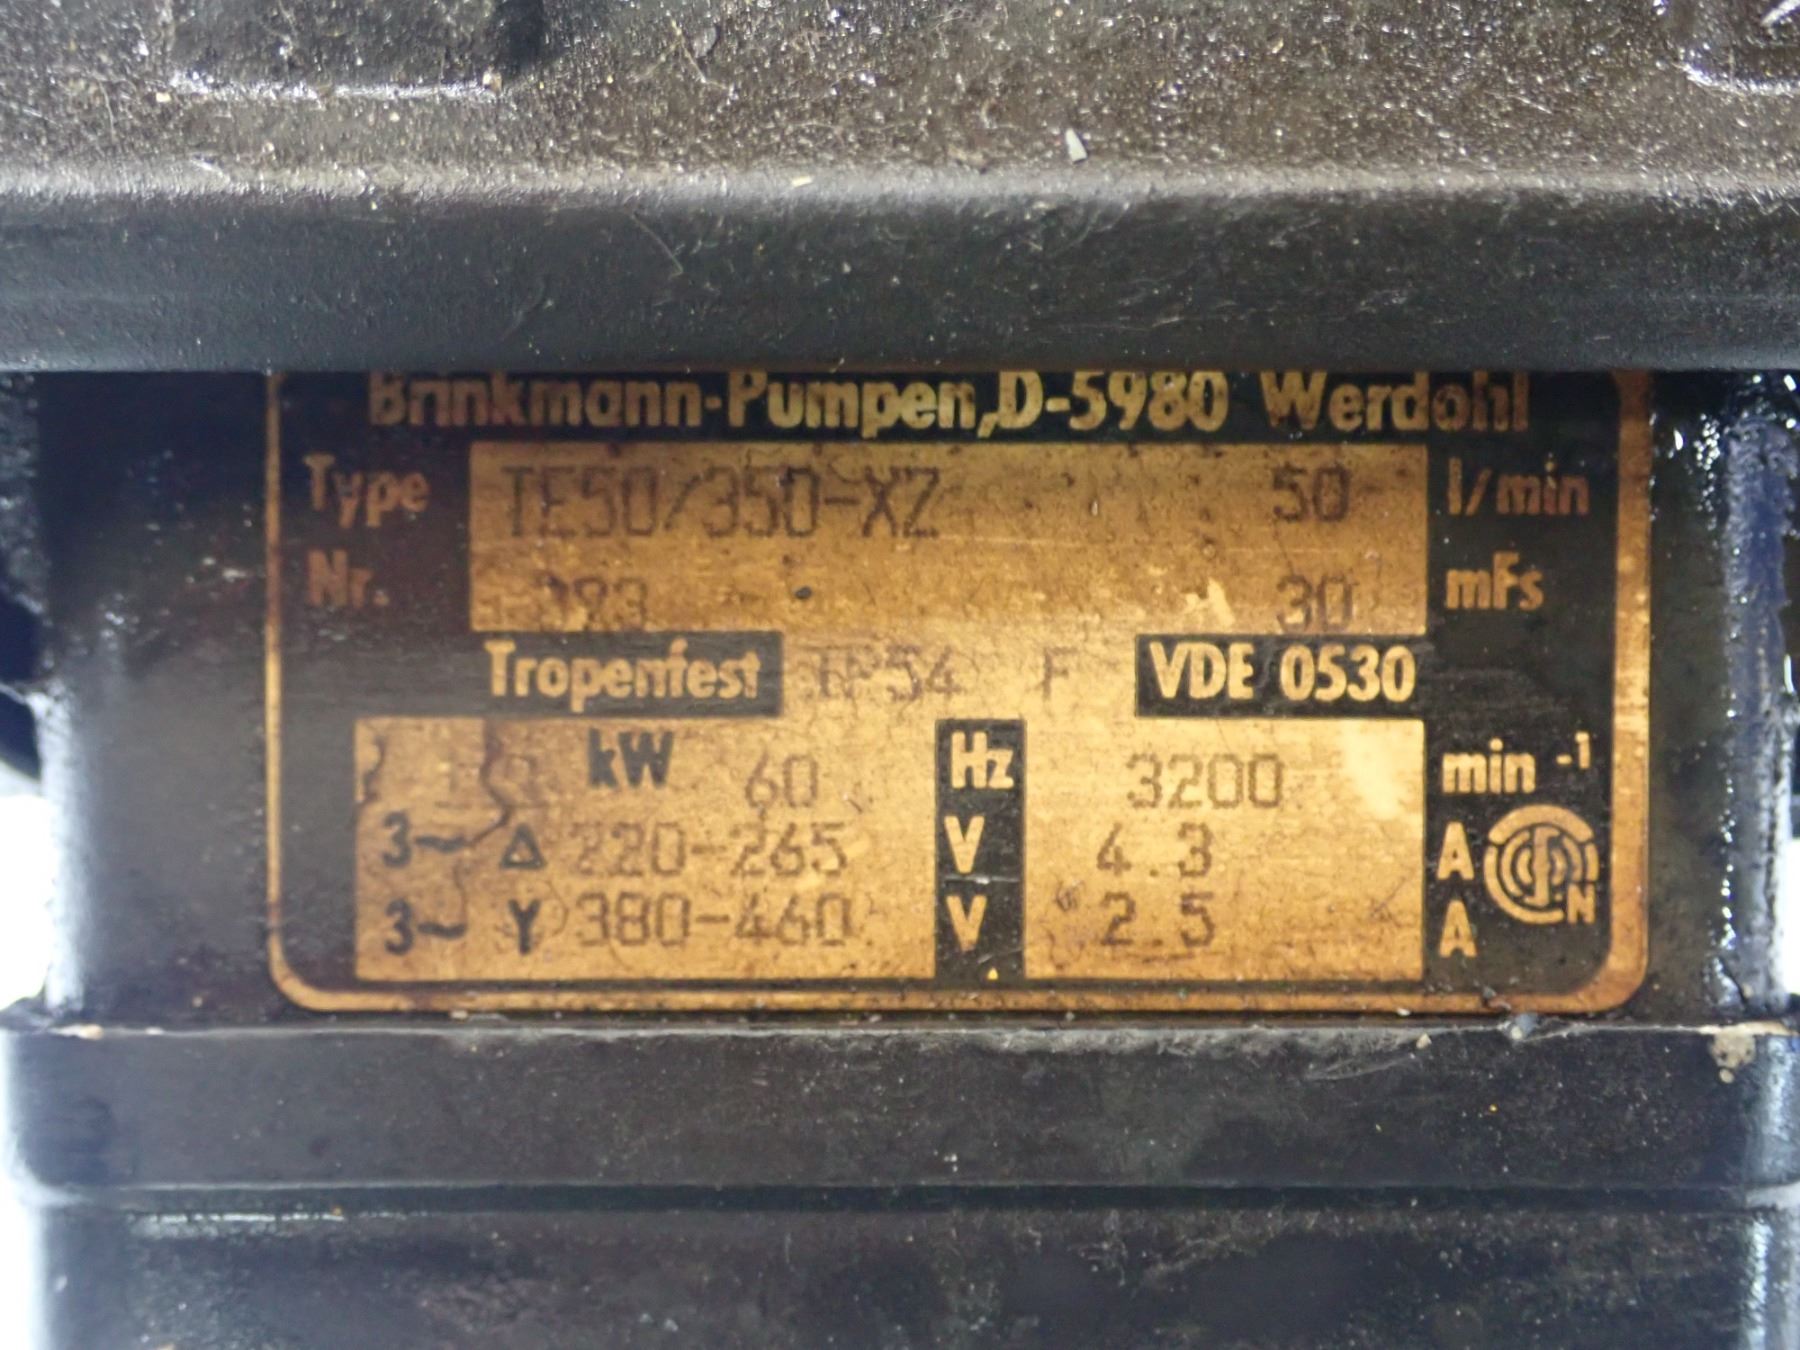 Brinkmann-Pumpen, D-5980 Werdohl
Type TE50/350-XZ 50 l/min
Nr. 393 30 mFs
Tropenfest IP54 F VDE 0530
kW 60 Hz 3200 min -1
3~ Δ 220-265 V 4.3 A
3~ Y 380-460 V 2.5 A